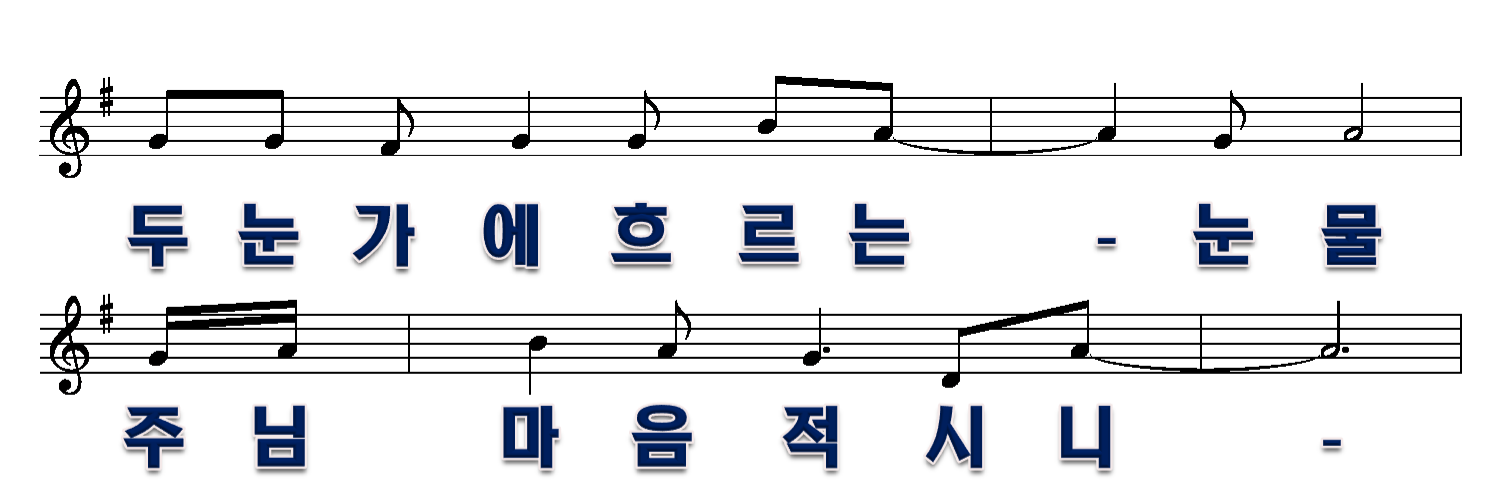 두 눈 가 에 흐 르 는 - 눈 물
주 님 마 음 적 시 니 -